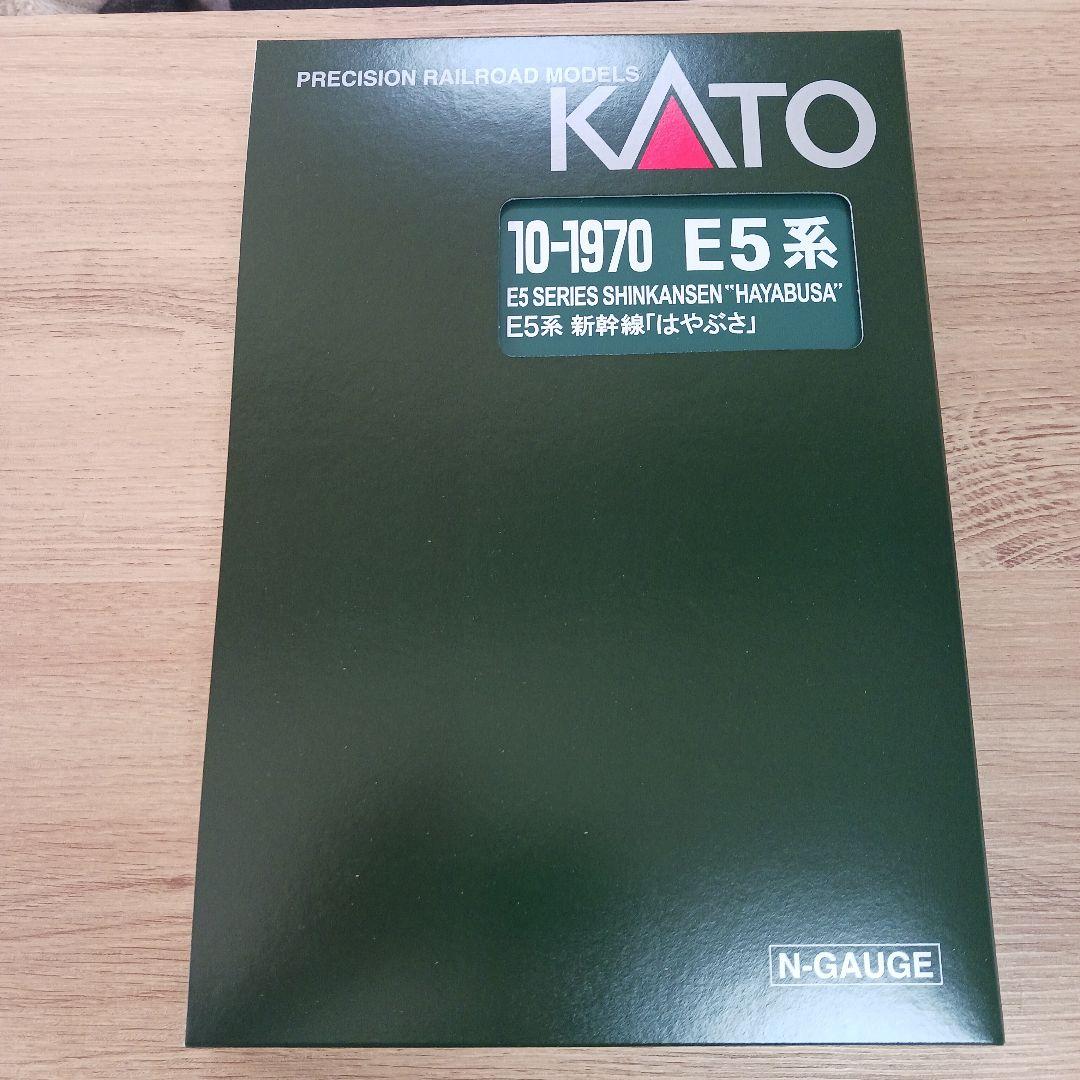 PRECISION RAILROAD MODELS
KATO
10-1970 E5系
E5 SERIES SHINKANSEN "HAYABUSA"
E5系 新幹線「はやぶさ」
N-GAUGE